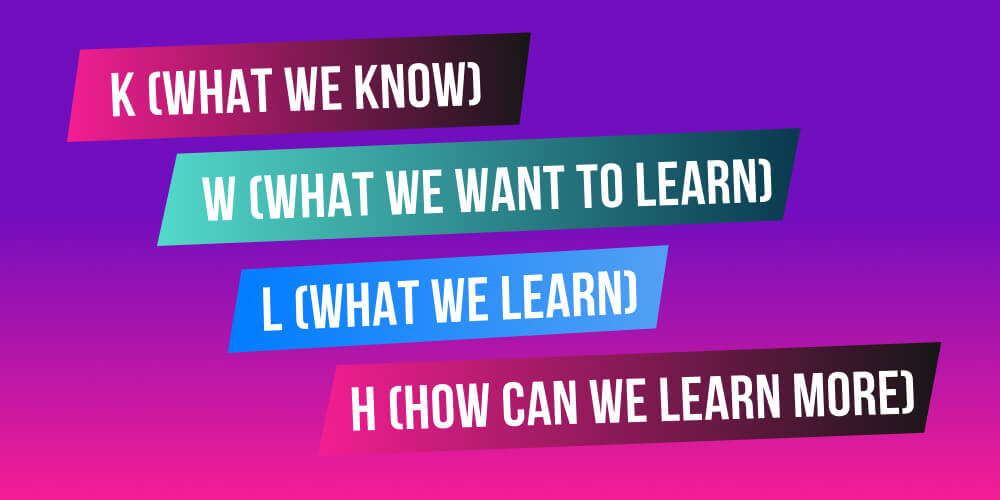 K (WHAT WE KNOW)
W (WHAT WE WANT TO LEARN)
L (WHAT WE LEARN)
H (HOW CAN WE LEARN MORE)